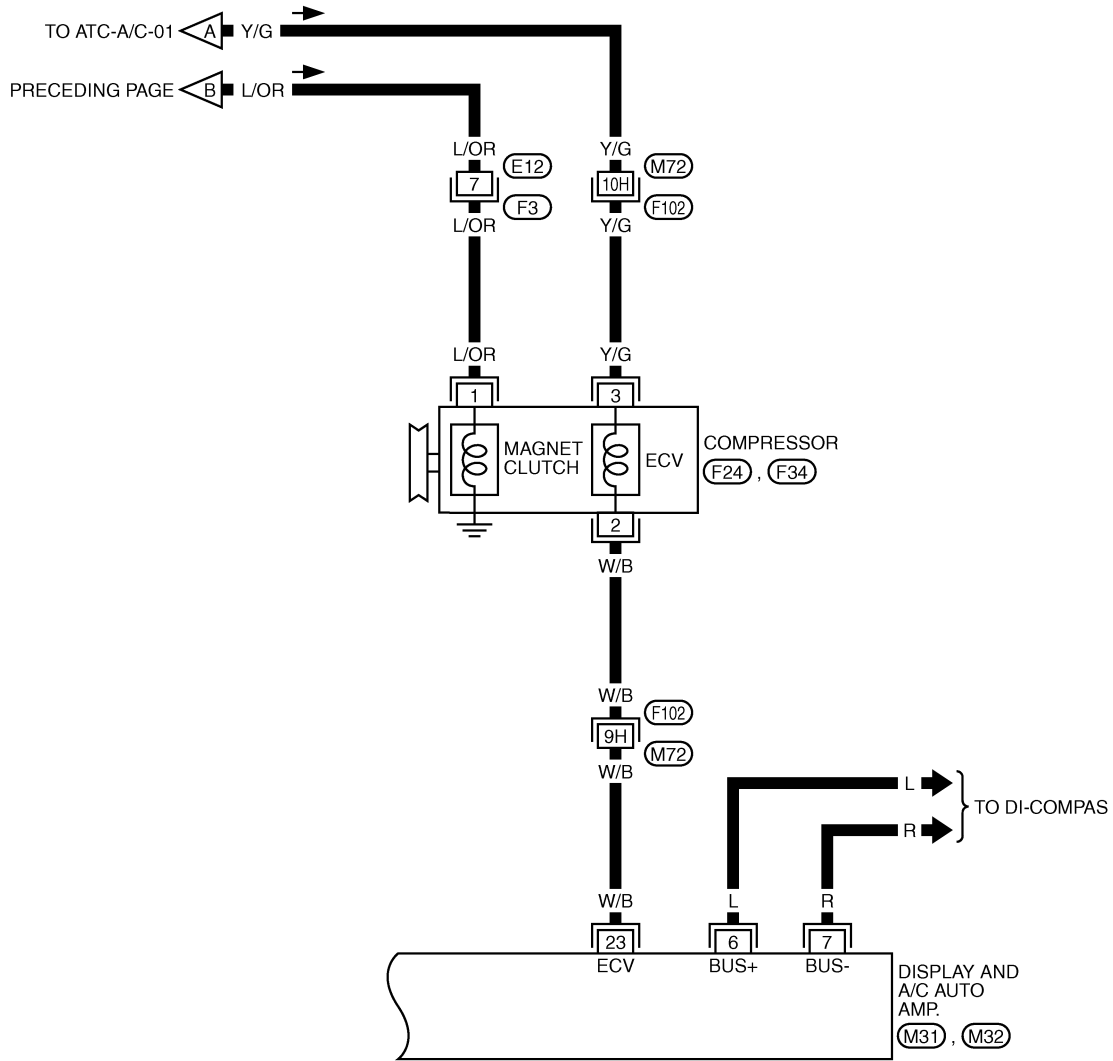 TO ATC-A/C-01 A Y/G
PRECEDING PAGE B L/OR
L/OR Y/G
E12 M72
7 10H
F3 F102
L/OR Y/G
L/OR Y/G
1 3
MAGNET CLUTCH
ECV
COMPRESSOR
F24 , F34
2
W/B
W/B
F102
9H
M72
W/B
L
R
TO DI-COMPAS
W/B L R
23 6 7
ECV BUS+ BUS-
DISPLAY AND
A/C AUTO
AMP.
M31 , M32